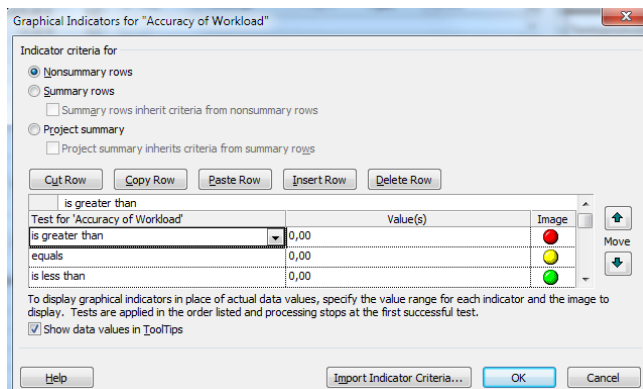 Graphical Indicators for "Accuracy of Workload"
Indicator criteria for
Nonsummary rows
Summary rows
Summary rows inherit criteria from nonsummary rows
Project summary
Project summary inherits criteria from summary rows
Cut Row Copy Row Paste Row Insert Row Delete Row
is greater than
Test for 'Accuracy of Workload' Value(s) Image
is greater than 0,00
Move
equals 0,00
is less than 0,00
To display graphical indicators in place of actual data values, specify the value range for each indicator and the image to
display. Tests are applied in the order listed and processing stops at the first successful test.
Show data values in ToolTips
Help Import Indicator Criteria... OK Cancel